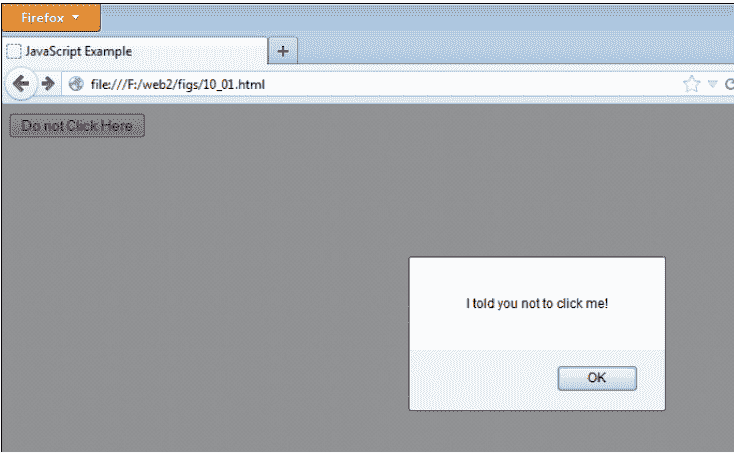 Firefox
JavaScript Example
file:///F:/web2/figs/10_01.html
Do not Click Here
I told you not to click me!
OK